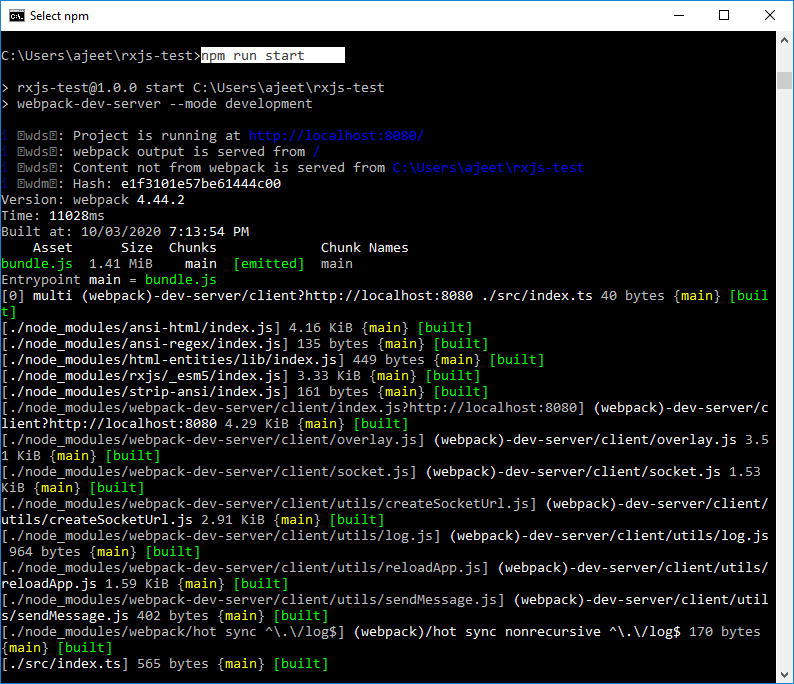 Select npm
C:\Users\ajeet\rxjs-test>npm run start
> rxjs-test@1.0.0 start C:\Users\ajeet\rxjs-test
> webpack-dev-server --mode development
i ｢wds｣: Project is running at http://localhost:8080/
i ｢wds｣: webpack output is served from /
i ｢wds｣: Content not from webpack is served from C:\Users\ajeet\rxjs-test
i ｢wdm｣: Hash: e1f3101e57be61444c00
Version: webpack 4.44.2
Time: 11028ms
Built at: 10/03/2020 7:13:54 PM
Asset Size Chunks Chunk Names
bundle.js 1.41 MiB main [emitted] main
Entrypoint main = bundle.js
[0] multi (webpack)-dev-server/client?http://localhost:8080 ./src/index.ts 40 bytes {main} [buil
t]
[./node_modules/ansi-html/index.js] 4.16 KiB {main} [built]
[./node_modules/ansi-regex/index.js] 135 bytes {main} [built]
[./node_modules/html-entities/lib/index.js] 449 bytes {main} [built]
[./node_modules/rxjs/_esm5/index.js] 3.33 KiB {main} [built]
[./node_modules/strip-ansi/index.js] 161 bytes {main} [built]
[./node_modules/webpack-dev-server/client/index.js?http://localhost:8080] (webpack)-dev-server/c
lient?http://localhost:8080 4.29 KiB {main} [built]
[./node_modules/webpack-dev-server/client/overlay.js] (webpack)-dev-server/client/overlay.js 3.5
1 KiB {main} [built]
[./node_modules/webpack-dev-server/client/socket.js] (webpack)-dev-server/client/socket.js 1.53
KiB {main} [built]
[./node_modules/webpack-dev-server/client/utils/createSocketUrl.js] (webpack)-dev-server/client/
utils/createSocketUrl.js 2.91 KiB {main} [built]
[./node_modules/webpack-dev-server/client/utils/log.js] (webpack)-dev-server/client/utils/log.js
964 bytes {main} [built]
[./node_modules/webpack-dev-server/client/utils/reloadApp.js] (webpack)-dev-server/client/utils/
reloadApp.js 1.59 KiB {main} [built]
[./node_modules/webpack-dev-server/client/utils/sendMessage.js] (webpack)-dev-server/client/util
s/sendMessage.js 402 bytes {main} [built]
[./node_modules/webpack/hot sync ^\.\/log$] (webpack)/hot sync nonrecursive ^\.\/log$ 170 bytes
{main} [built]
[./src/index.ts] 565 bytes {main} [built]